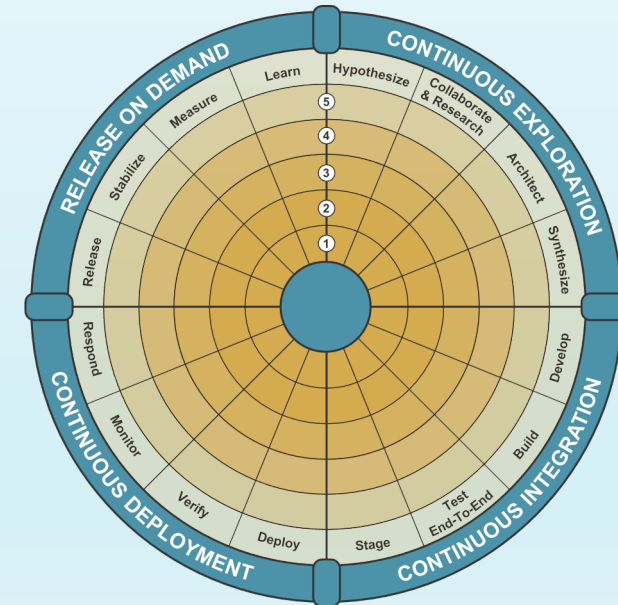 CONTINUOUS EXPLORATION
Hypothesize
Collaborate
& Research
Architect
Synthesize
CONTINUOUS INTEGRATION
Develop
Build
Test
End-To-End
Stage
CONTINUOUS DEPLOYMENT
Deploy
Verify
Monitor
Respond
RELEASE ON DEMAND
Release
Stabilize
Measure
Learn
5
4
3
2
1